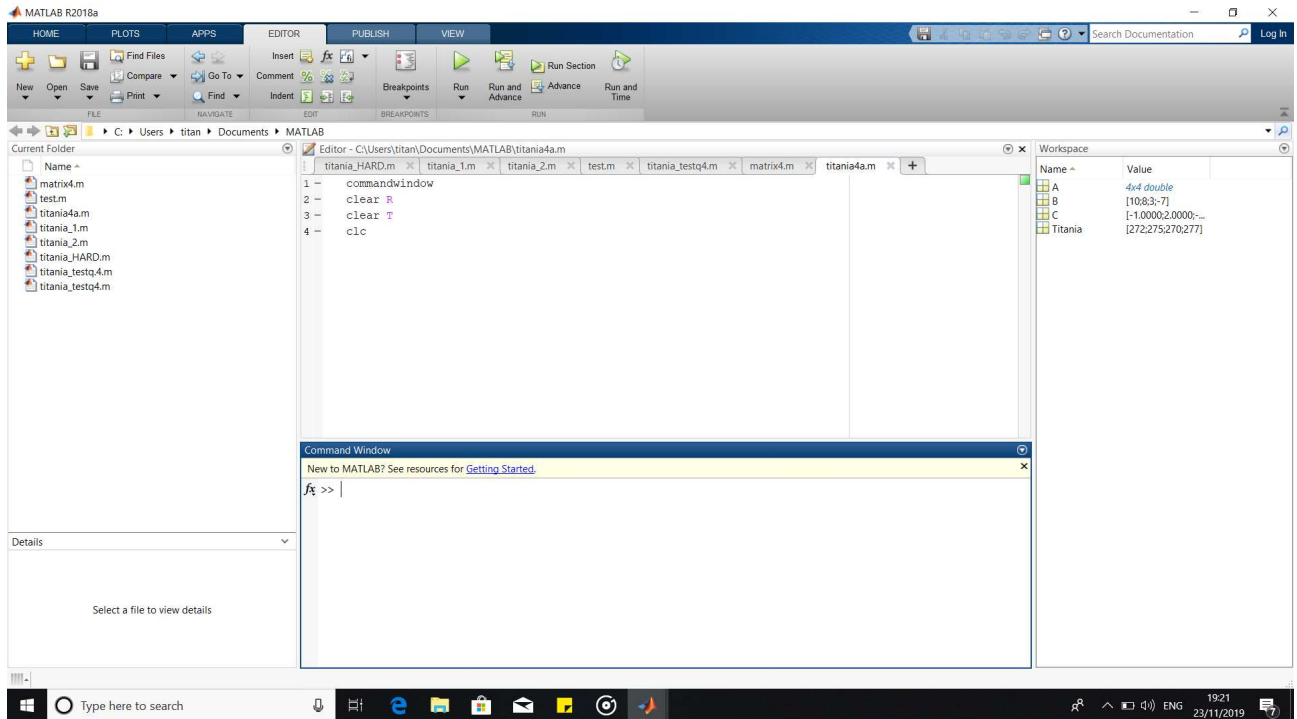 MATLAB R2018a
HOME PLOTS APPS EDITOR PUBLISH VIEW Search Documentation Log In
New Open Save Find Files Compare Print Go To Find Insert fx Comment Indent Breakpoints Run Run and Advance Run Section Advance Run and Time
FILE NAVIGATE EDIT BREAKPOINTS RUN
C: Users titan Documents MATLAB
Current Folder
Name
matrix4.m
test.m
titania4a.m
titania_1.m
titania_2.m
titania_HARD.m
titania_testq.4.m
titania_testq4.m
Details
Select a file to view details
Editor - C:\Users\titan\Documents\MATLAB\titania4a.m
titania_HARD.m titania_1.m titania_2.m test.m titania_testq4.m matrix4.m titania4a.m
1 commandwindow
2 clear R
3 clear T
4 clc
Command Window
New to MATLAB? See resources for Getting Started.
fx >>
Workspace
Name Value
A 4x4 double
B [10;8;3;-7]
C [-1.0000;2.0000;-...
Titania [272;275;270;277]
Type here to search
ENG
19:21
23/11/2019
7